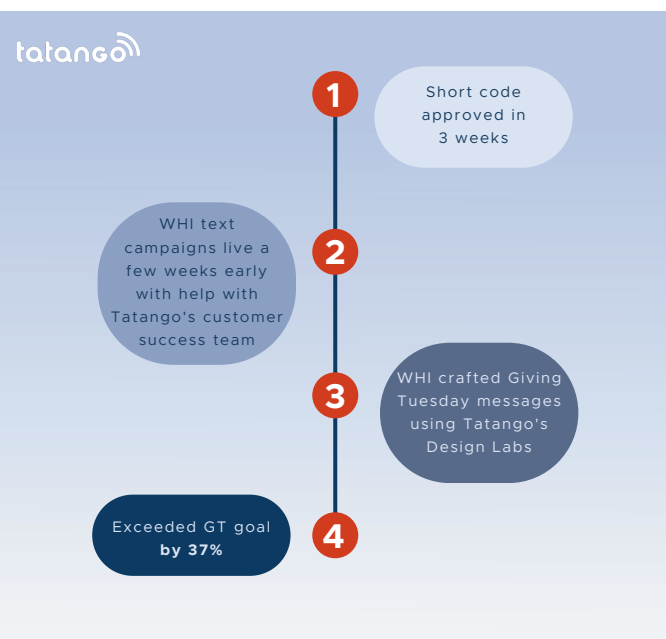 tatango
1
Short code
approved in
3 weeks
WHI text
campaigns live a
few weeks early
with help with
Tatango's customer
success team
2
3
WHI crafted Giving
Tuesday messages
using Tatango's
Design Labs
Exceeded GT goal
by 37%
4